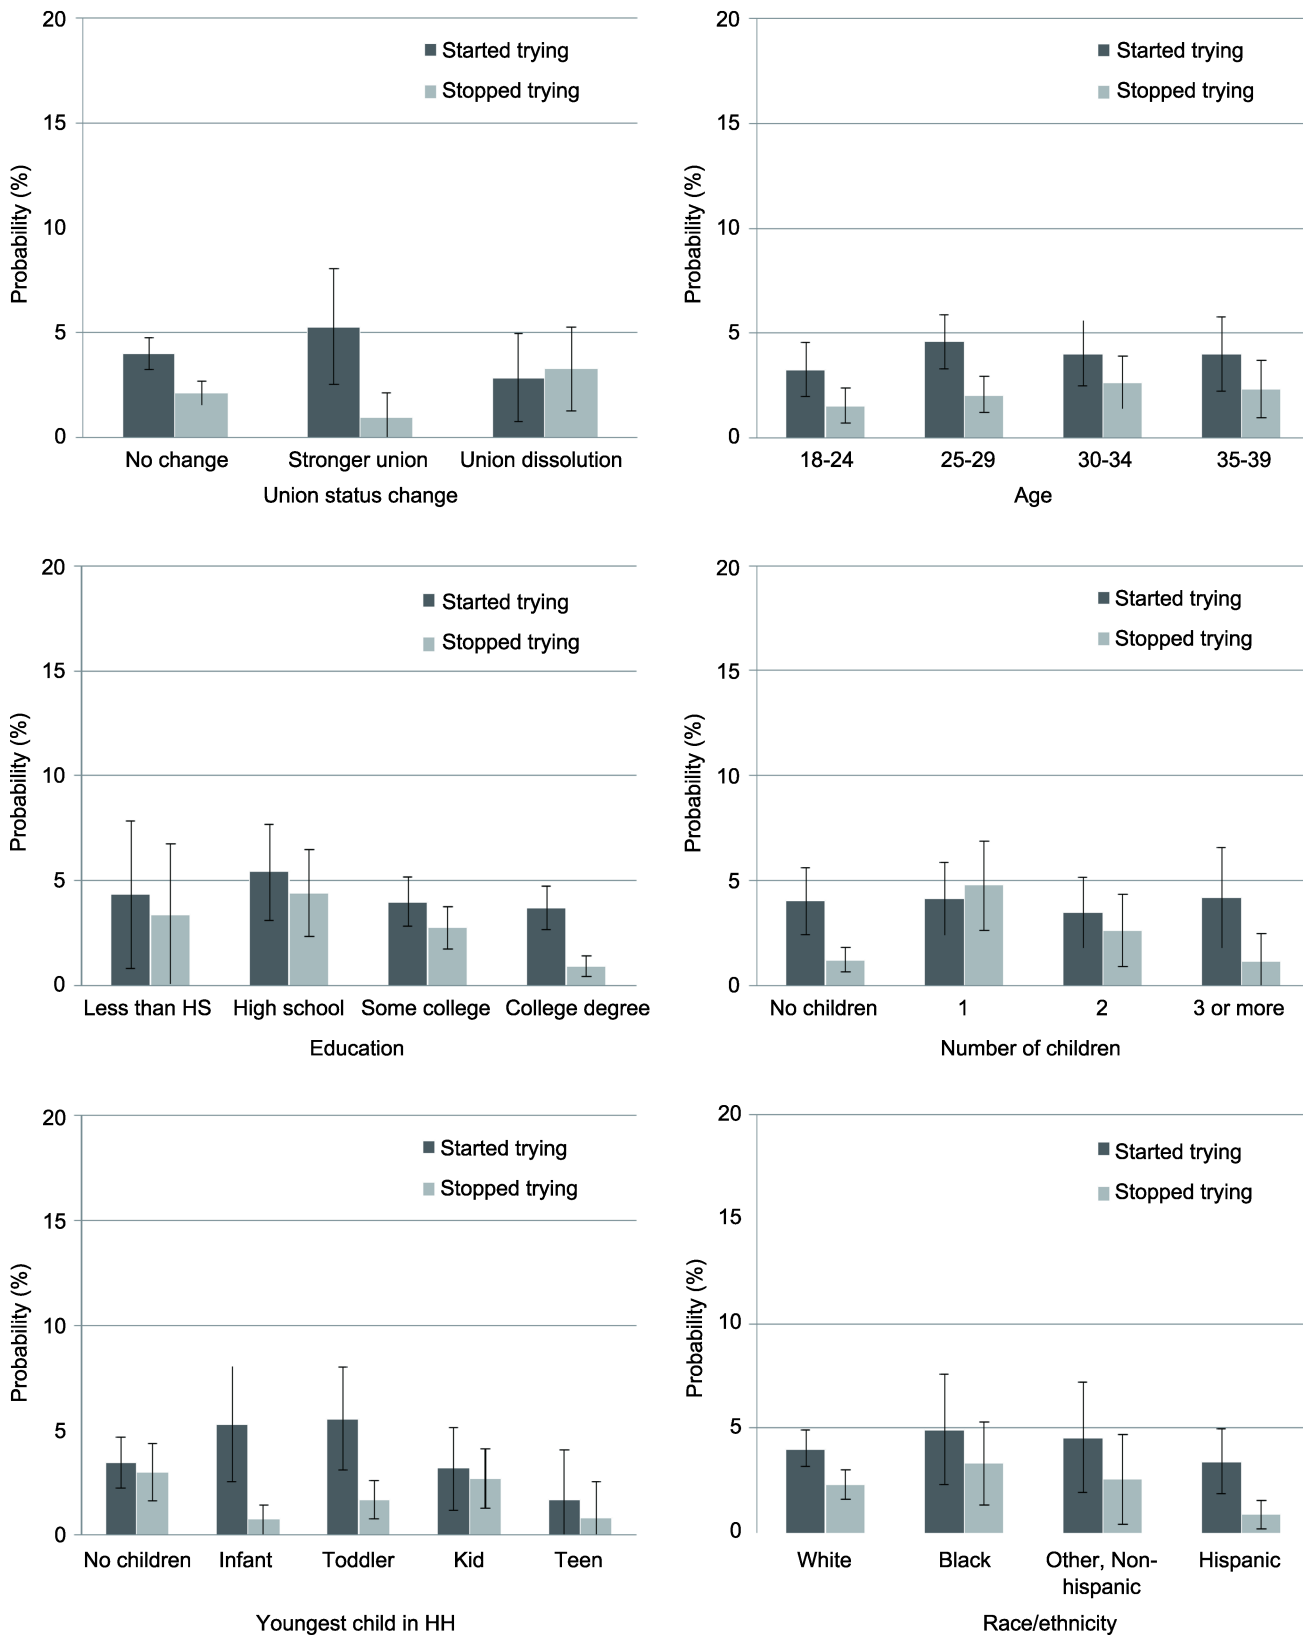 20
15
10
5
0
Probability (%)
Started trying
Stopped trying
No change Stronger union Union dissolution
Union status change
20
15
10
5
0
Probability (%)
Started trying
Stopped trying
18-24 25-29 30-34 35-39
Age
20
15
10
5
0
Probability (%)
Started trying
Stopped trying
Less than HS High school Some college College degree
Education
20
15
10
5
0
Probability (%)
Started trying
Stopped trying
No children 1 2 3 or more
Number of children
20
15
10
5
0
Probability (%)
Started trying
Stopped trying
No children Infant Toddler Kid Teen
Youngest child in HH
20
15
10
5
0
Probability (%)
Started trying
Stopped trying
White Black Other, Non- Hispanic
hispanic
Race/ethnicity